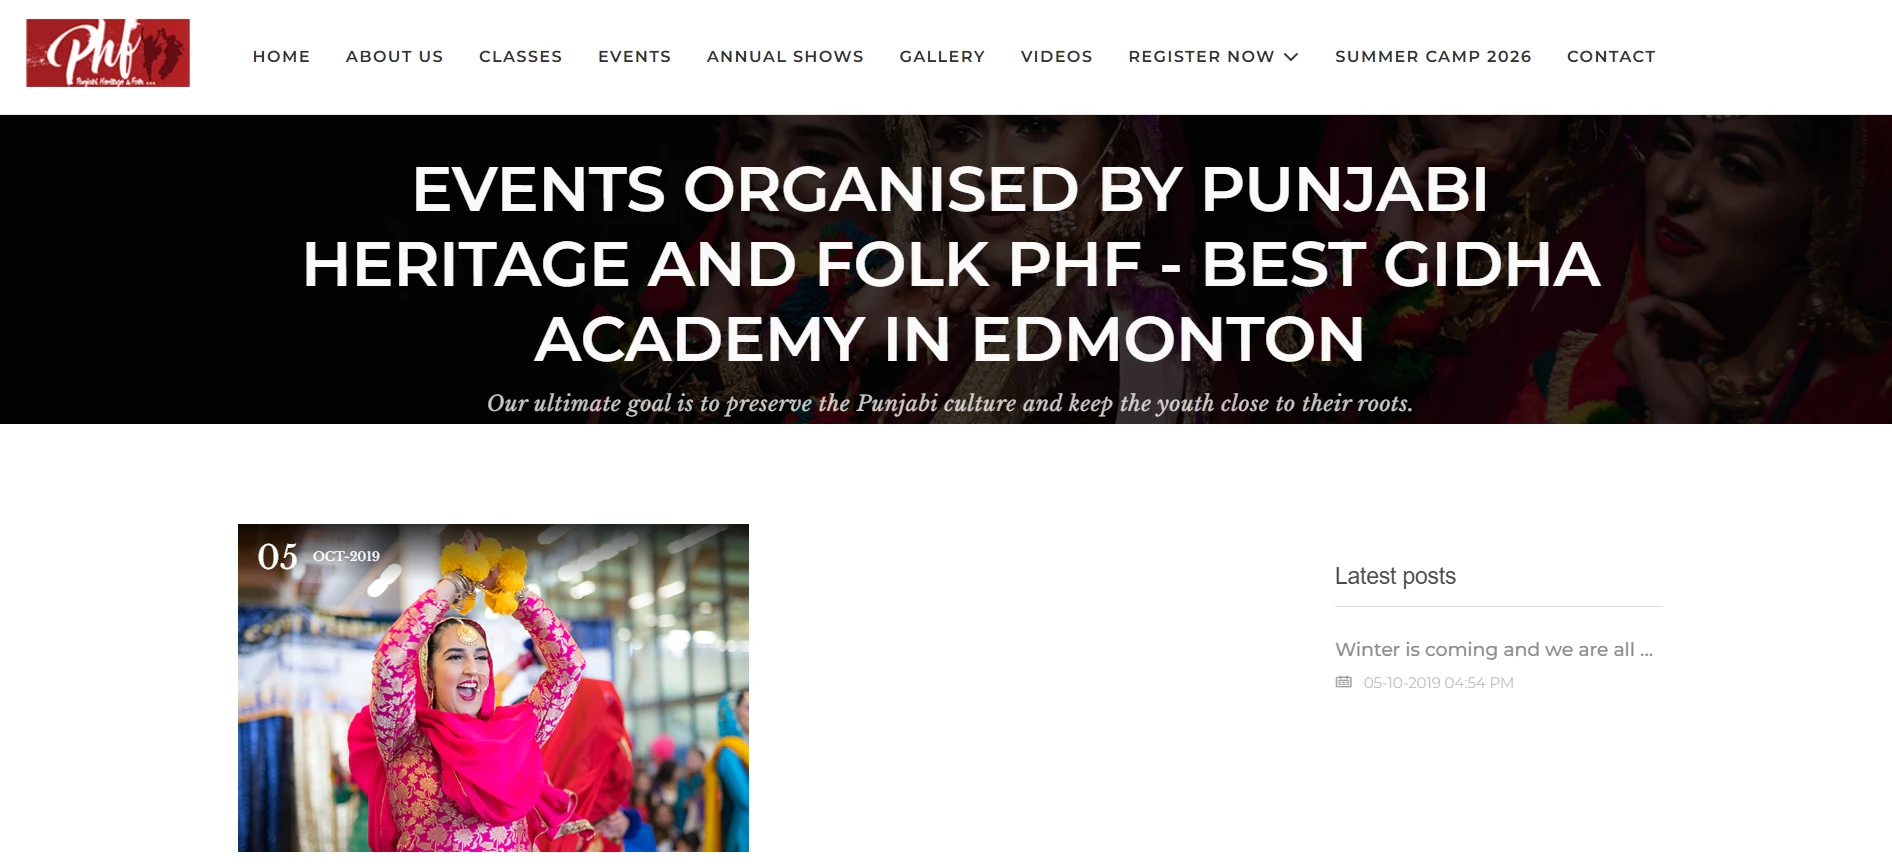 Phf
Punjabi Heritage & Folk ...
HOME ABOUT US CLASSES EVENTS ANNUAL SHOWS GALLERY VIDEOS REGISTER NOW SUMMER CAMP 2026 CONTACT
EVENTS ORGANISED BY PUNJABI
HERITAGE AND FOLK PHF - BEST GIDHA
ACADEMY IN EDMONTON
Our ultimate goal is to preserve the Punjabi culture and keep the youth close to their roots.
05 OCT-2019
Latest posts
Winter is coming and we are all ...
05-10-2019 04:54 PM